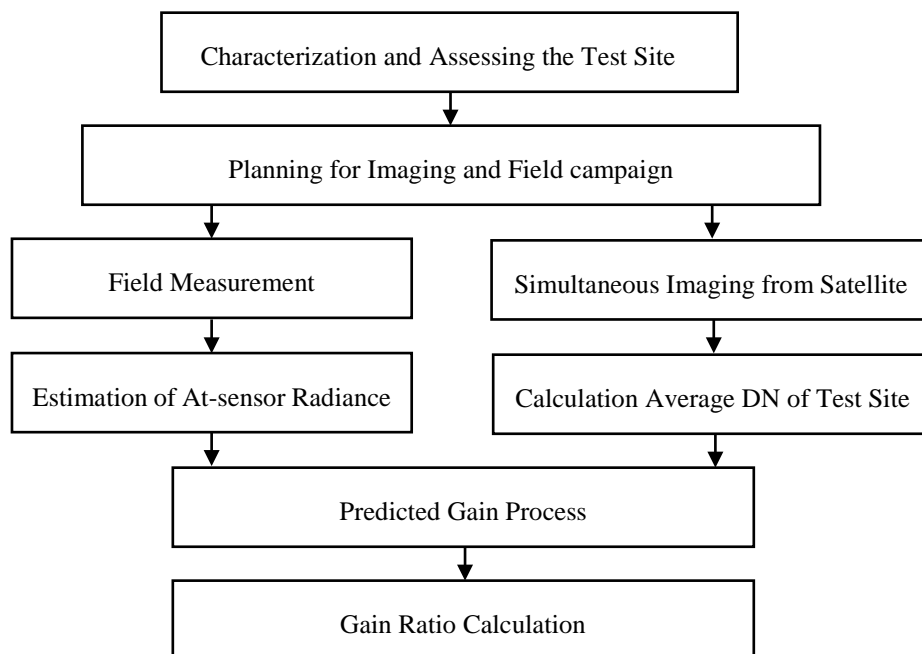 Characterization and Assessing the Test Site
Planning for Imaging and Field campaign
Field Measurement
Simultaneous Imaging from Satellite
Estimation of At-sensor Radiance
Calculation Average DN of Test Site
Predicted Gain Process
Gain Ratio Calculation